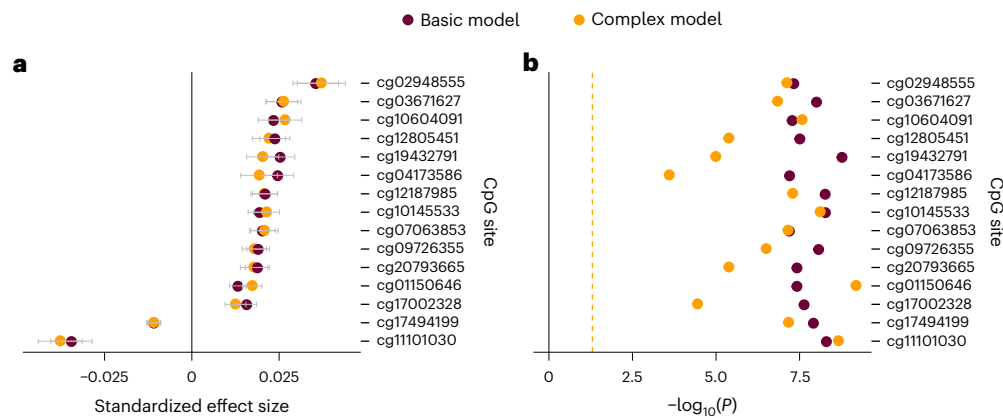 Basic model
Complex model
a
cg02948555
cg03671627
cg10604091
cg12805451
cg19432791
cg04173586
cg12187985
cg10145533
cg07063853
cg09726355
cg20793665
cg01150646
cg17002328
cg17494199
cg11101030
CpG site
−0.025
0
0.025
Standardized effect size
b
cg02948555
cg03671627
cg10604091
cg12805451
cg19432791
cg04173586
cg12187985
cg10145533
cg07063853
cg09726355
cg20793665
cg01150646
cg17002328
cg17494199
cg11101030
CpG site
0
2.5
5.0
7.5
−log10(P)